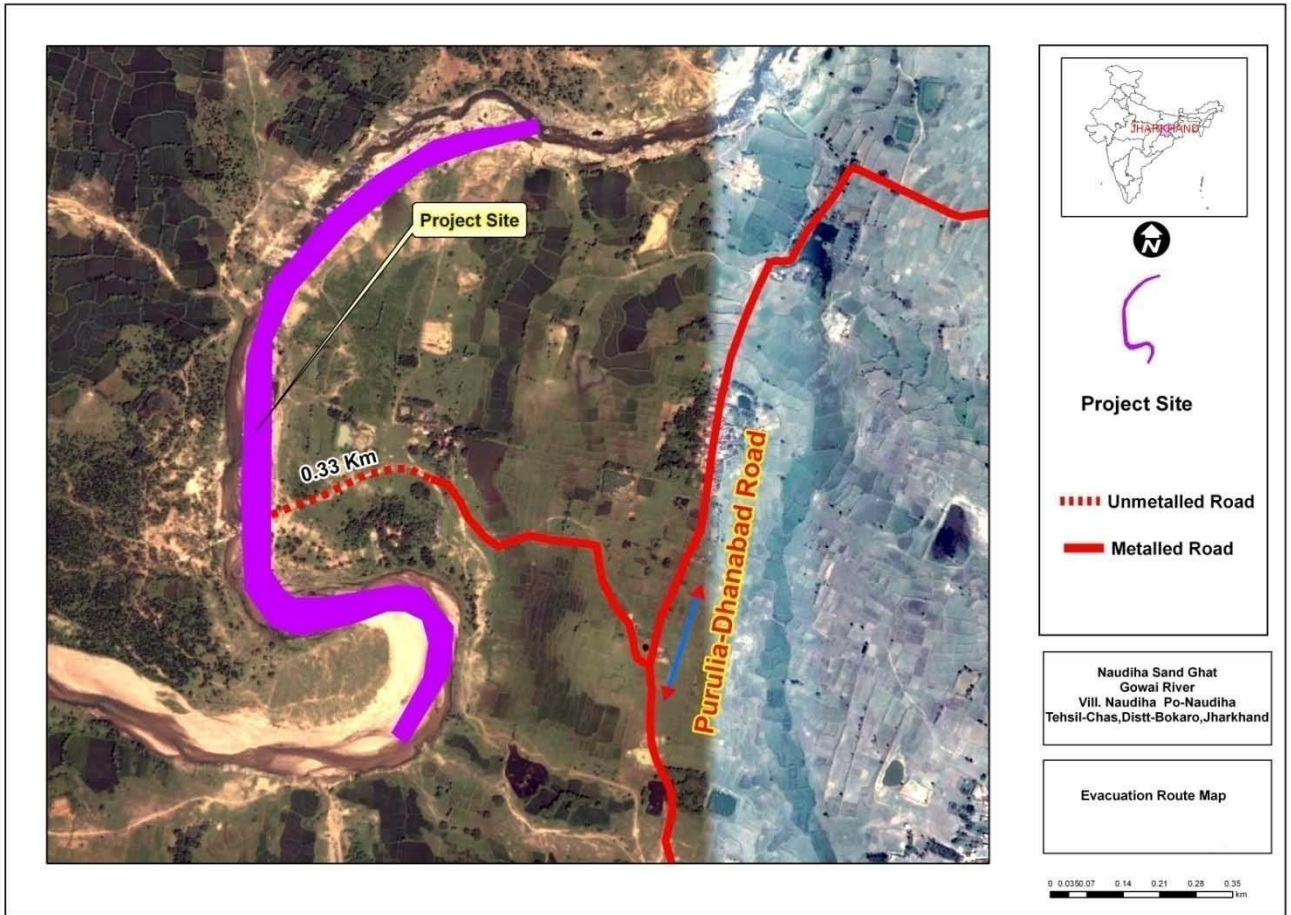 Project Site
0.33 Km
Purulia-Dhanabad Road
JHARKHAND
N
Project Site
Unmetalled Road
Metalled Road
Naudiha Sand Ghat
Gowai River
Vill. Naudiha Po-Naudiha
Tehsil-Chas,Distt-Bokaro,Jharkhand
Evacuation Route Map
0 0.0350.07 0.14 0.21 0.28 0.35
km